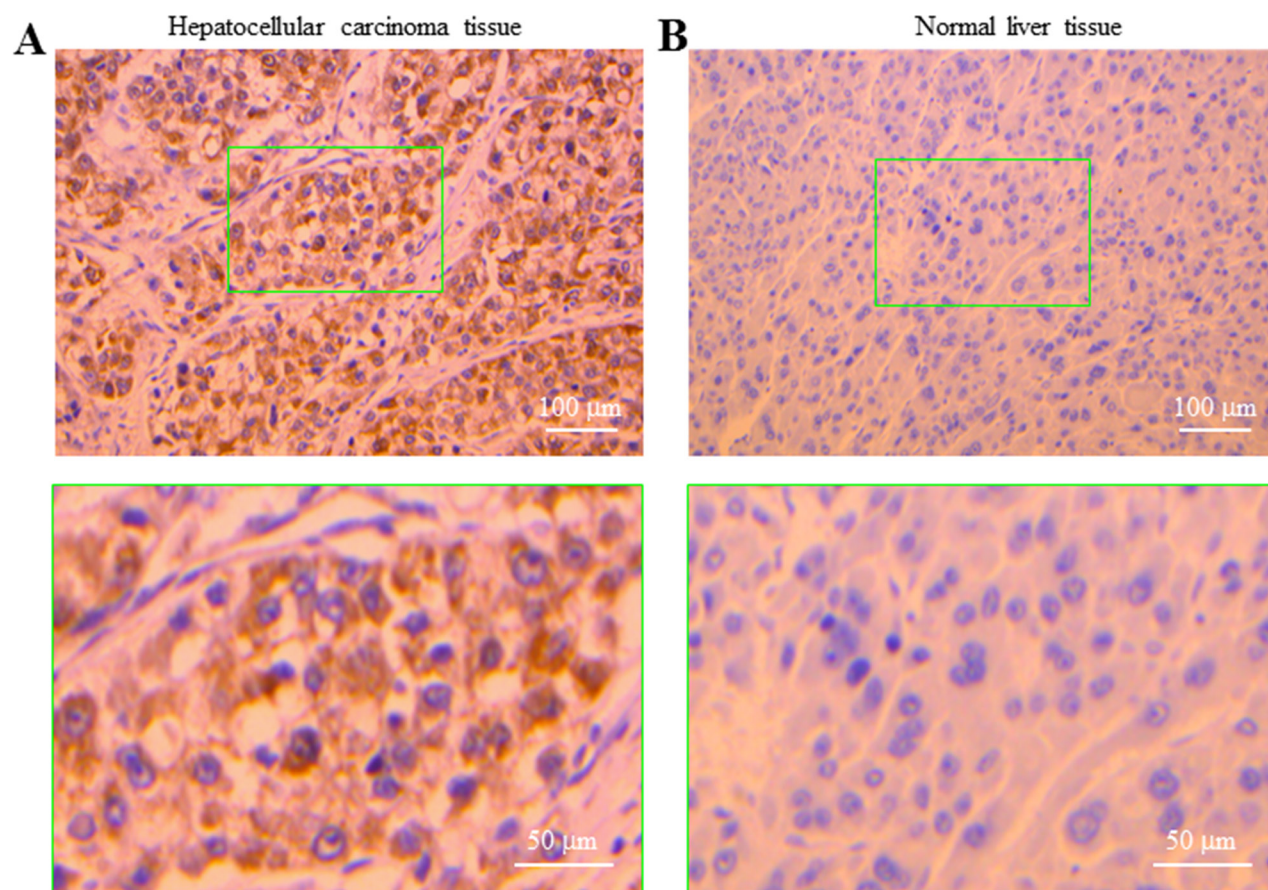 A
Hepatocellular carcinoma tissue
B
Normal liver tissue
100 μm
100 μm
50 μm
50 μm